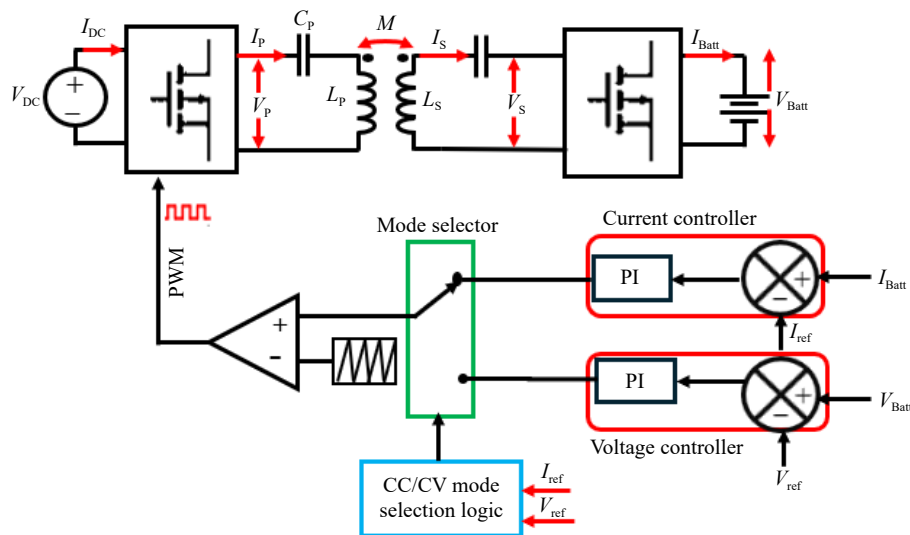 C_P
M
I_DC
I_P
I_S
I_Batt
V_DC
+
−
V_P
L_P
L_S
V_S
V_Batt
PWM
Mode selector
Current controller
PI
+
−
I_Batt
I_ref
+
-
PI
+
−
V_Batt
Voltage controller
V_ref
CC/CV mode
selection logic
I_ref
V_ref